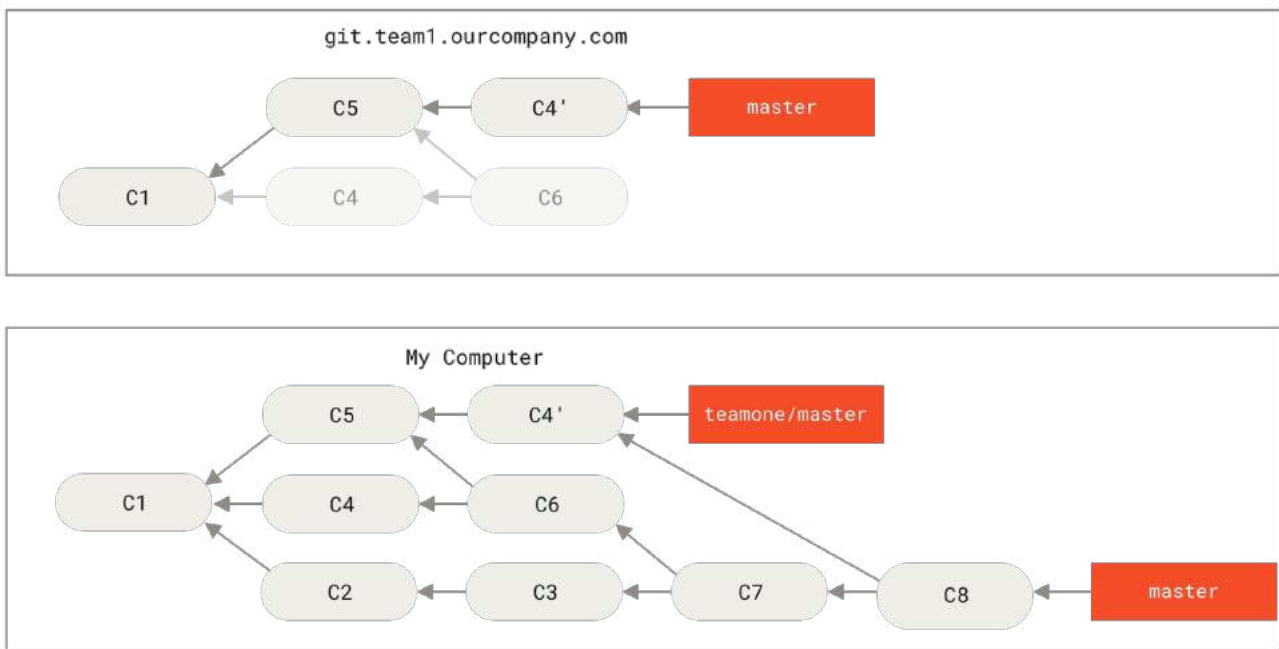 git.team1.ourcompany.com
C5 C4' master
C1 C4 C6
My Computer
C5 C4' teamone/master
C1 C4 C6
C2 C3 C7 C8 master